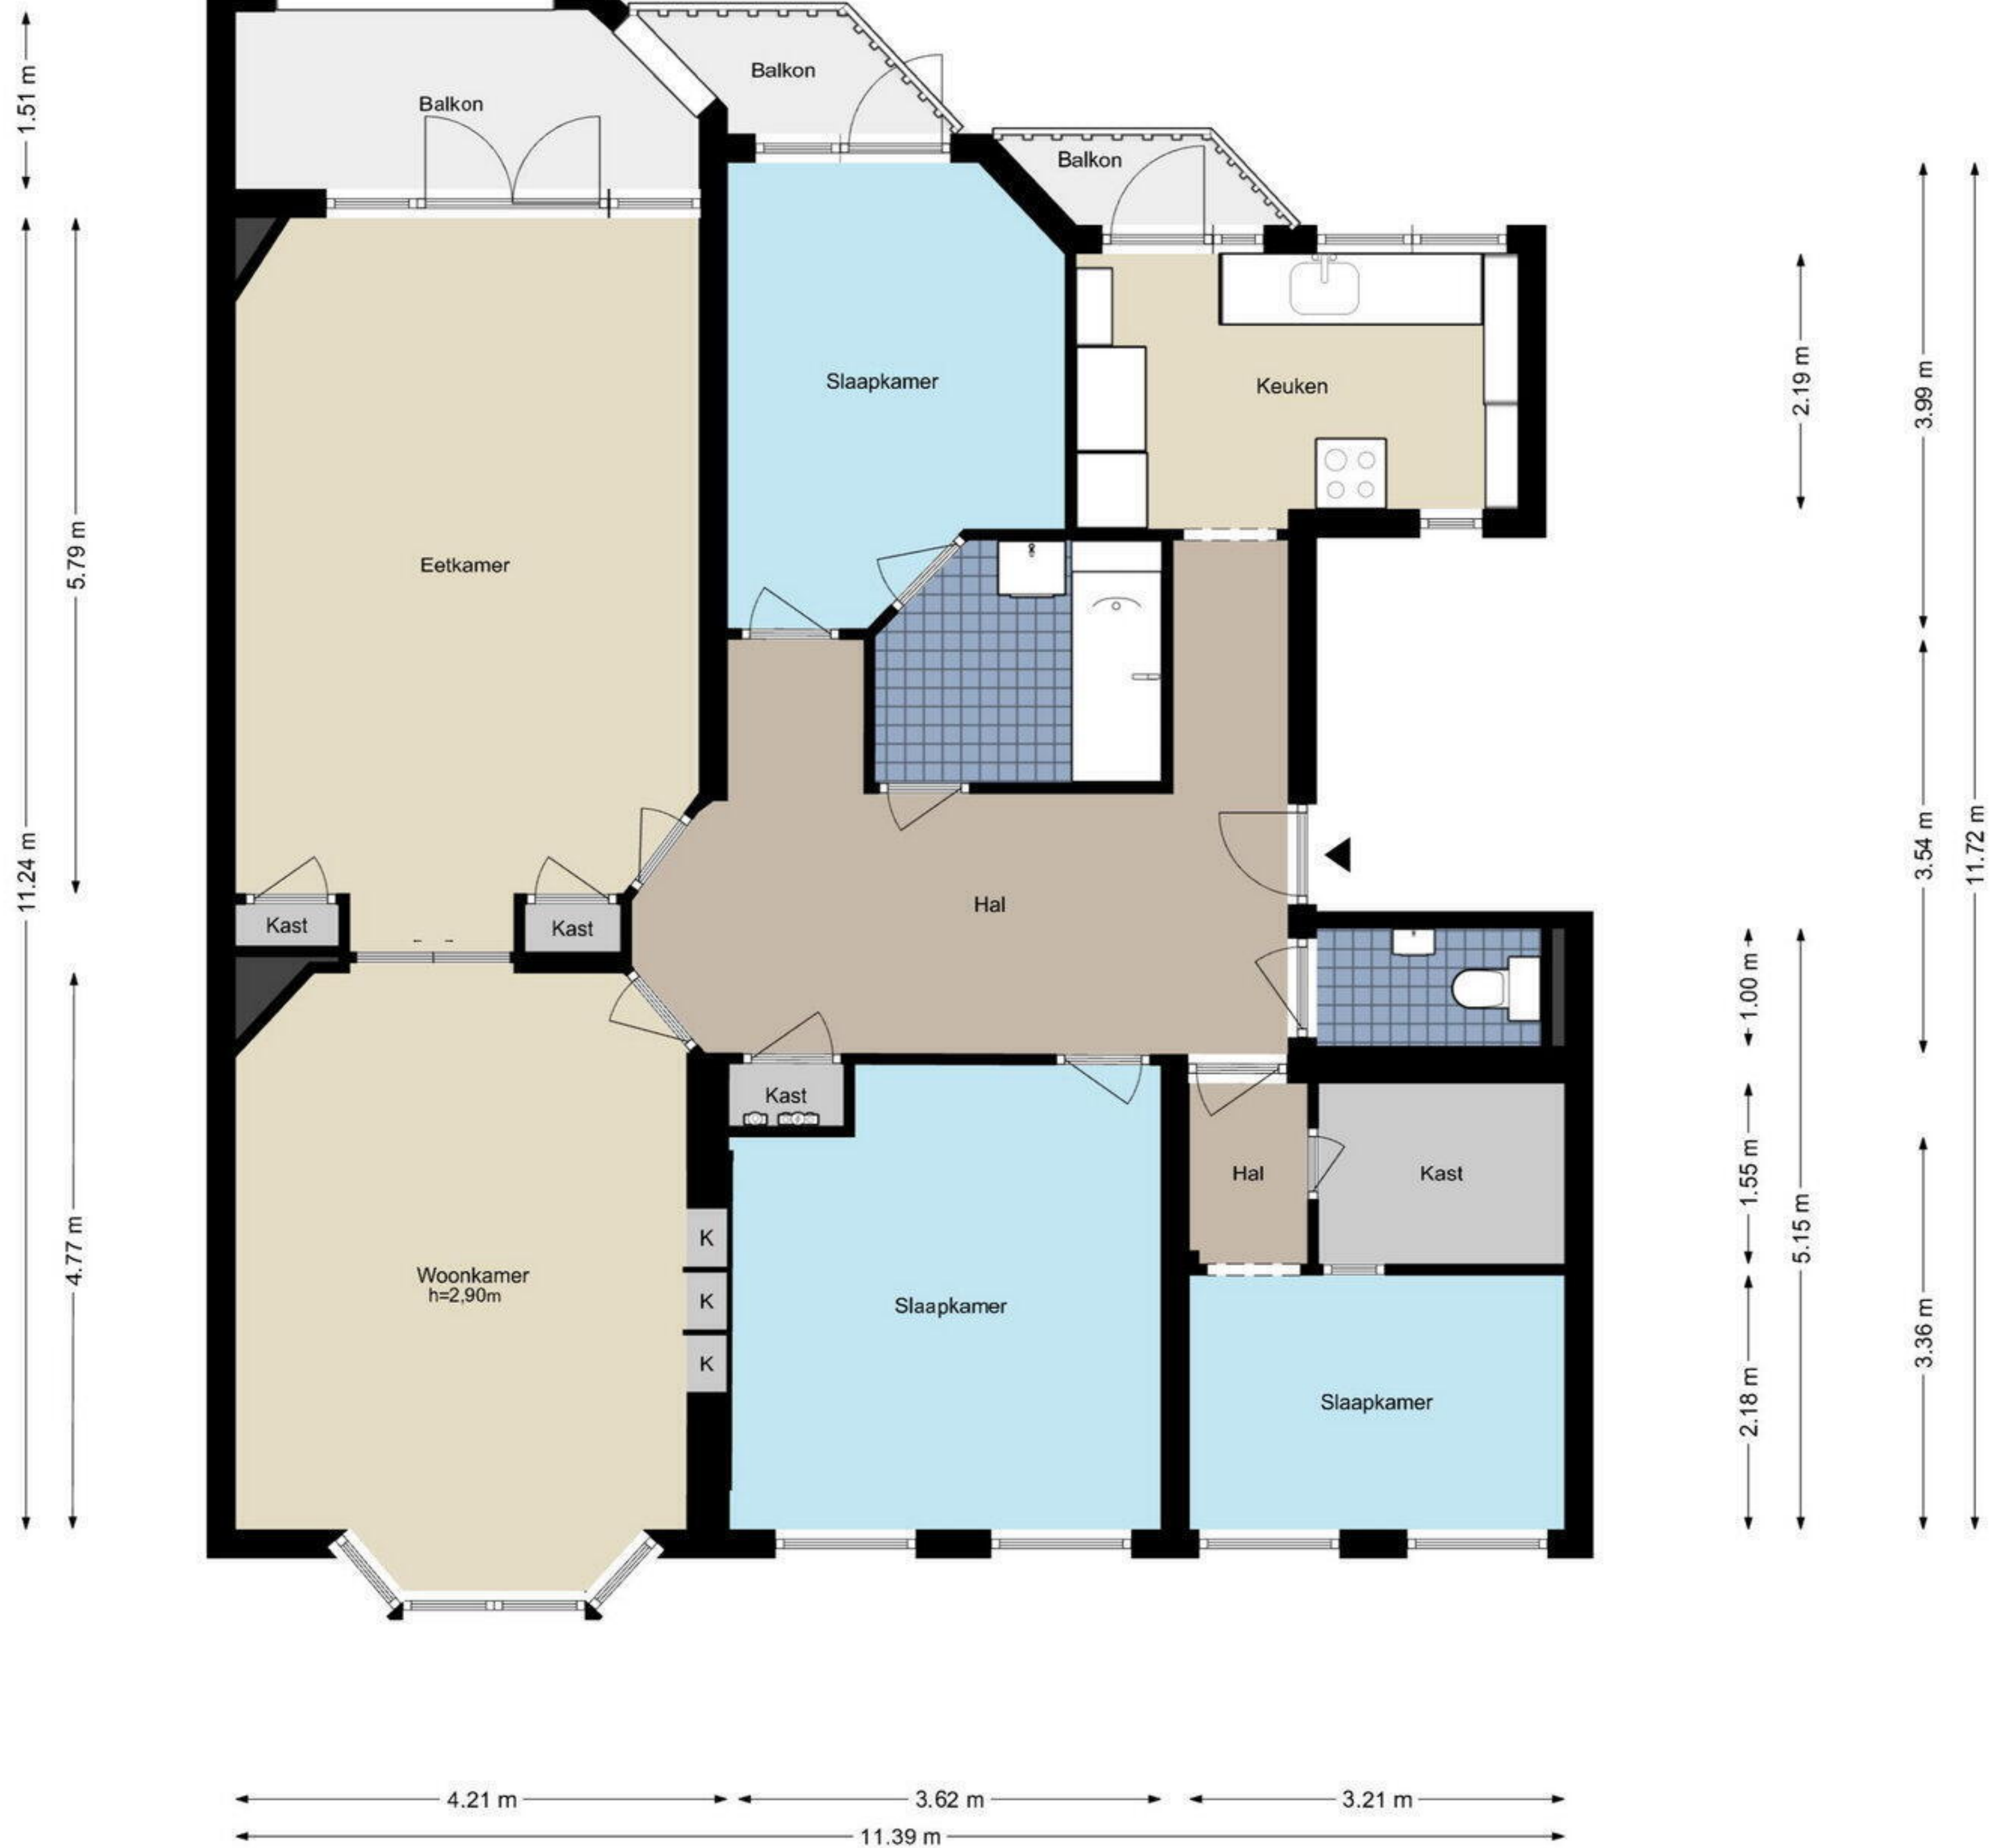 Balkon
1.51 m
Balkon
Balkon
Slaapkamer
Keuken
2.19 m
3.99 m
Eetkamer
5.79 m
11.24 m
3.54 m
11.72 m
Hal
Kast
Kast
1.00 m
Kast
Hal
Kast
1.55 m
5.15 m
K
K
K
4.77 m
Woonkamer
h=2,90m
Slaapkamer
3.36 m
Slaapkamer
2.18 m
4.21 m
3.62 m
3.21 m
11.39 m